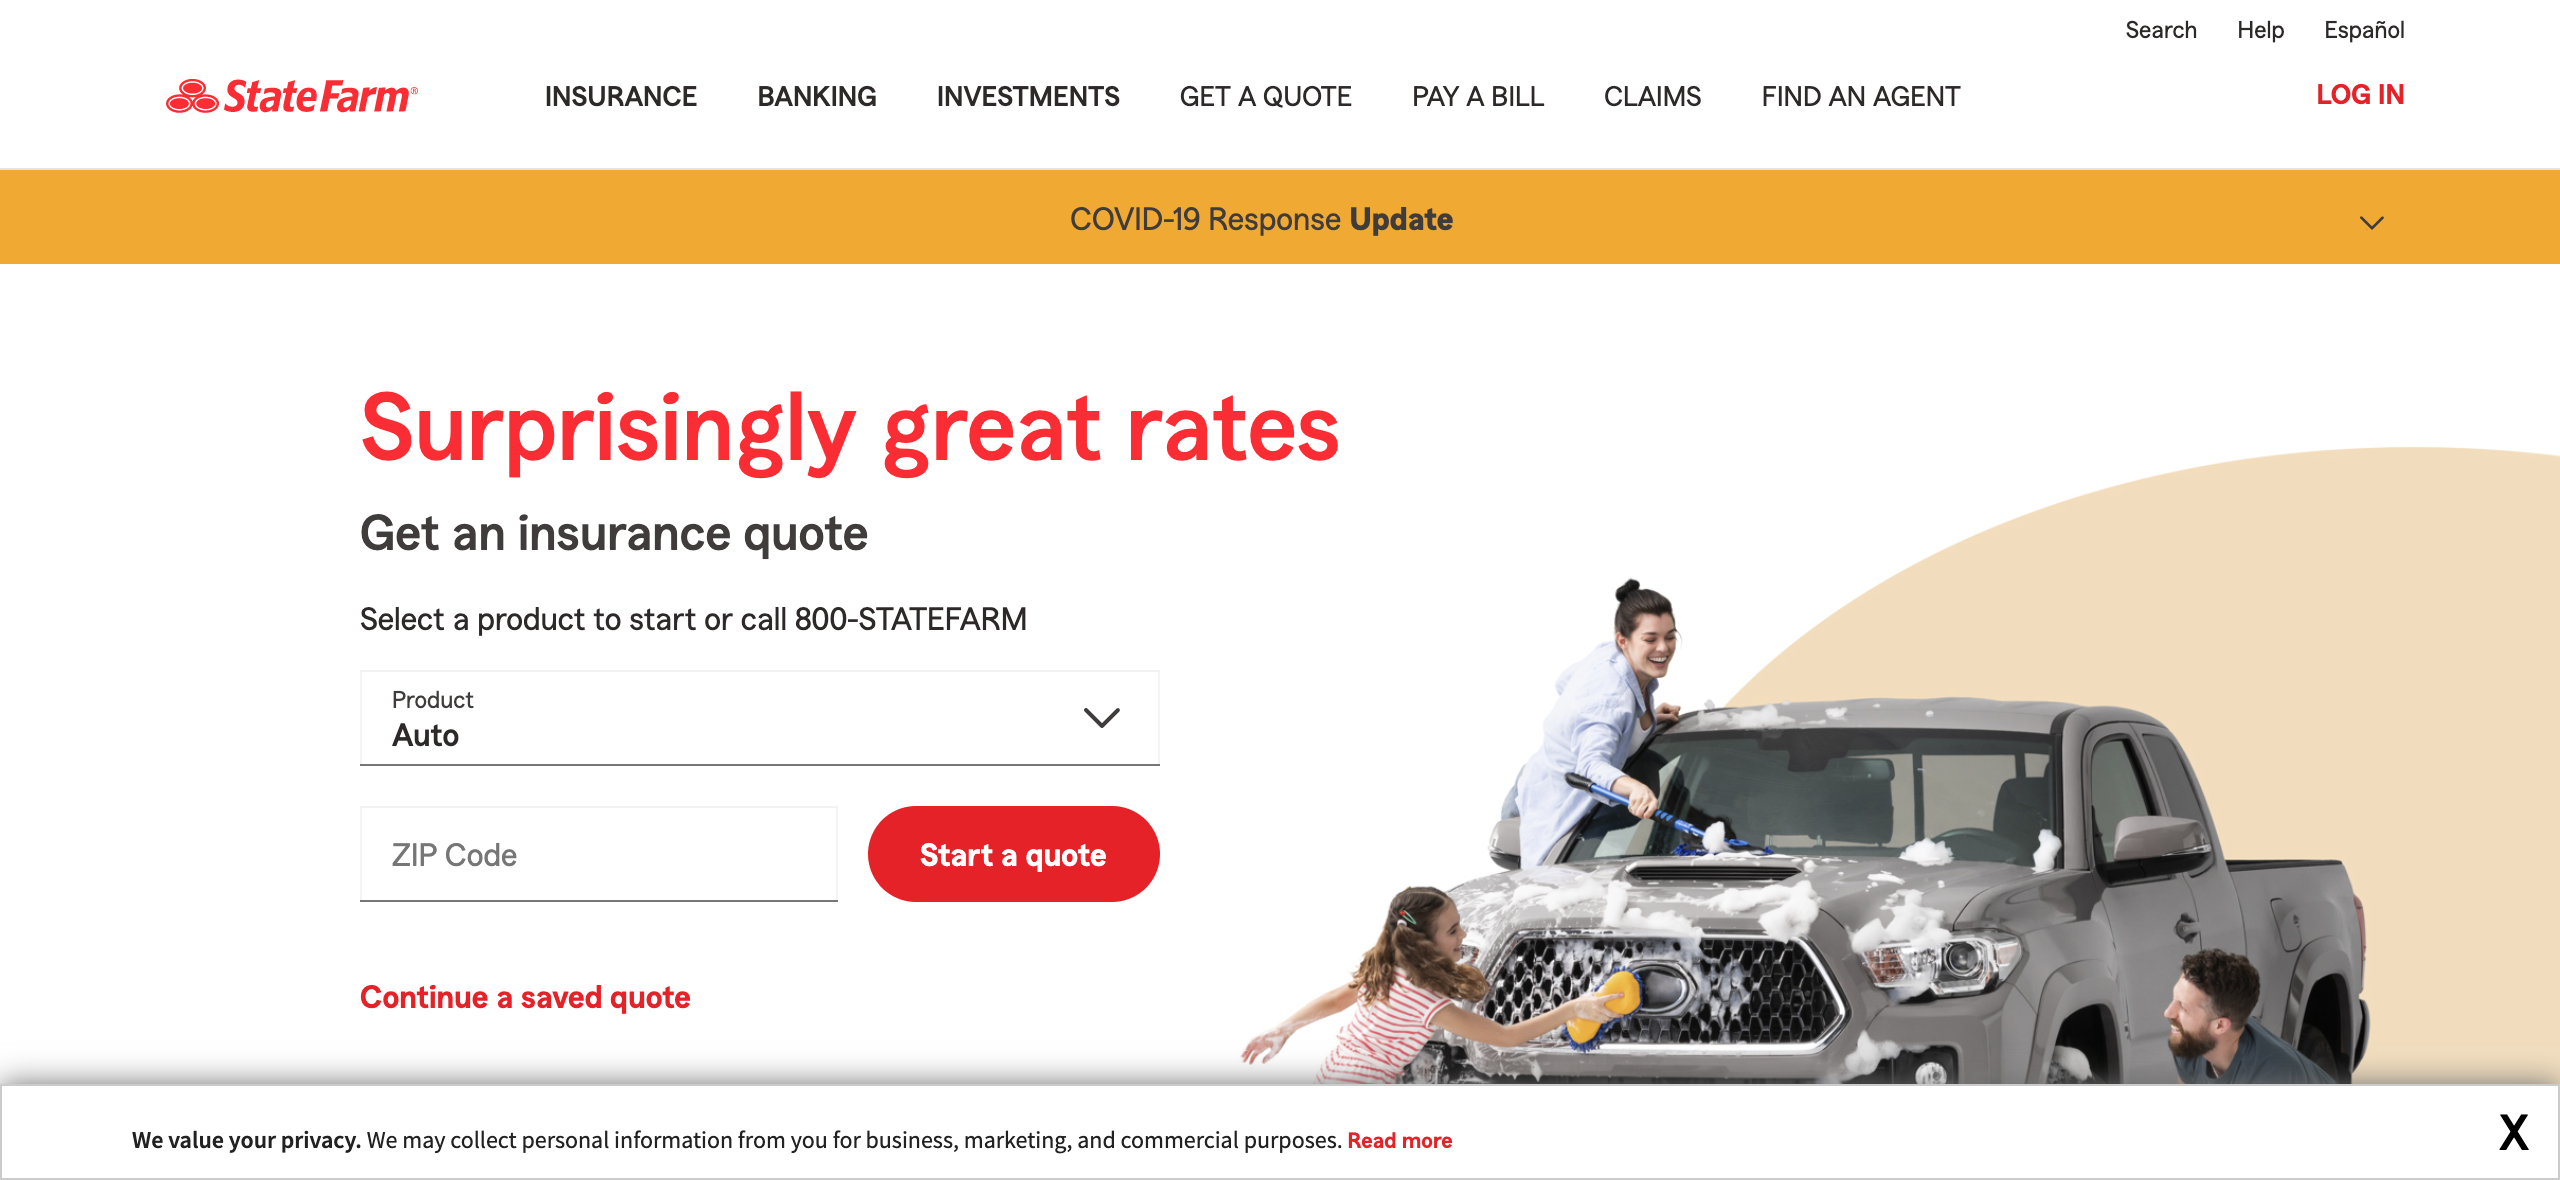 Search Help Español
StateFarm®
INSURANCE BANKING INVESTMENTS GET A QUOTE PAY A BILL CLAIMS FIND AN AGENT LOG IN
COVID-19 Response Update
Surprisingly great rates
Get an insurance quote
Select a product to start or call 800-STATEFARM
Product
Auto
ZIP Code
Start a quote
Continue a saved quote
We value your privacy. We may collect personal information from you for business, marketing, and commercial purposes. Read more
X